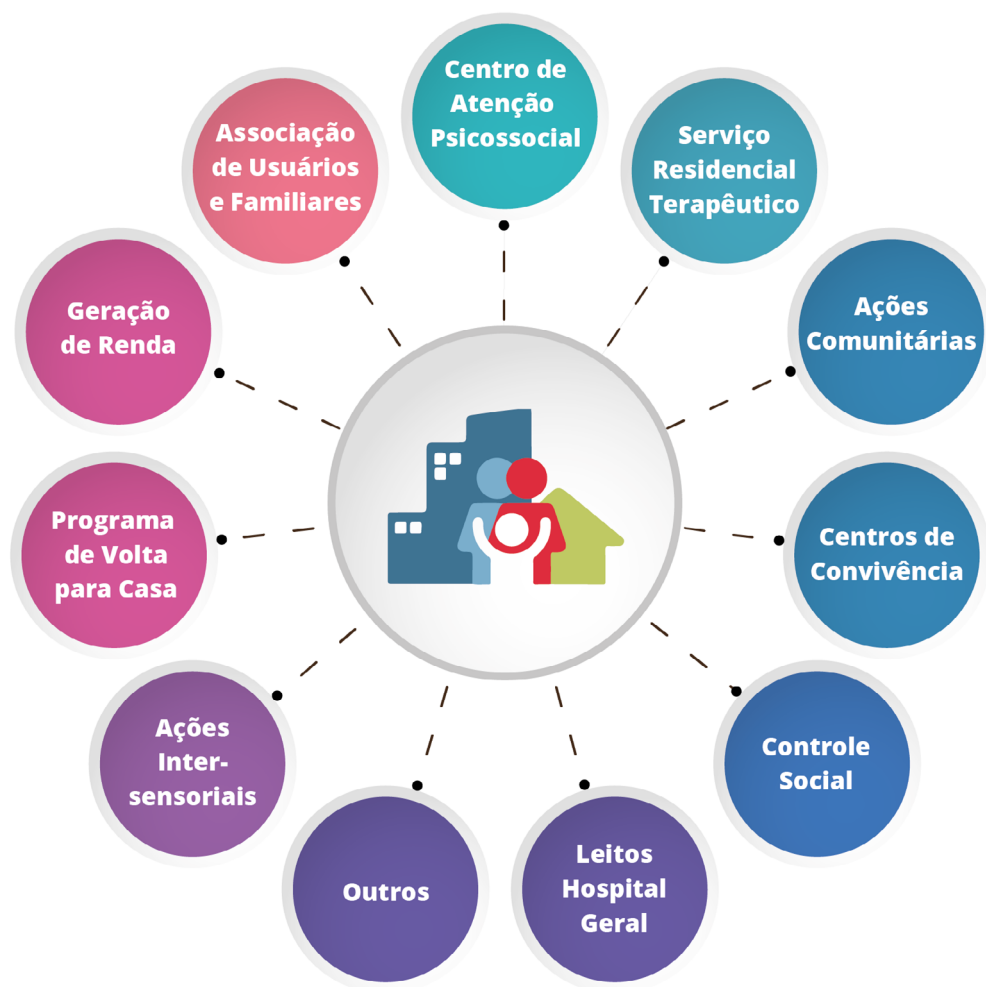 Centro de
Atenção
Psicossocial
Serviço
Residencial
Terapêutico
Ações
Comunitárias
Centros de
Convivência
Controle
Social
Leitos
Hospital
Geral
Outros
Ações
Inter-
sensoriais
Programa
de Volta
para Casa
Geração
de Renda
Associação
de Usuários
e Familiares